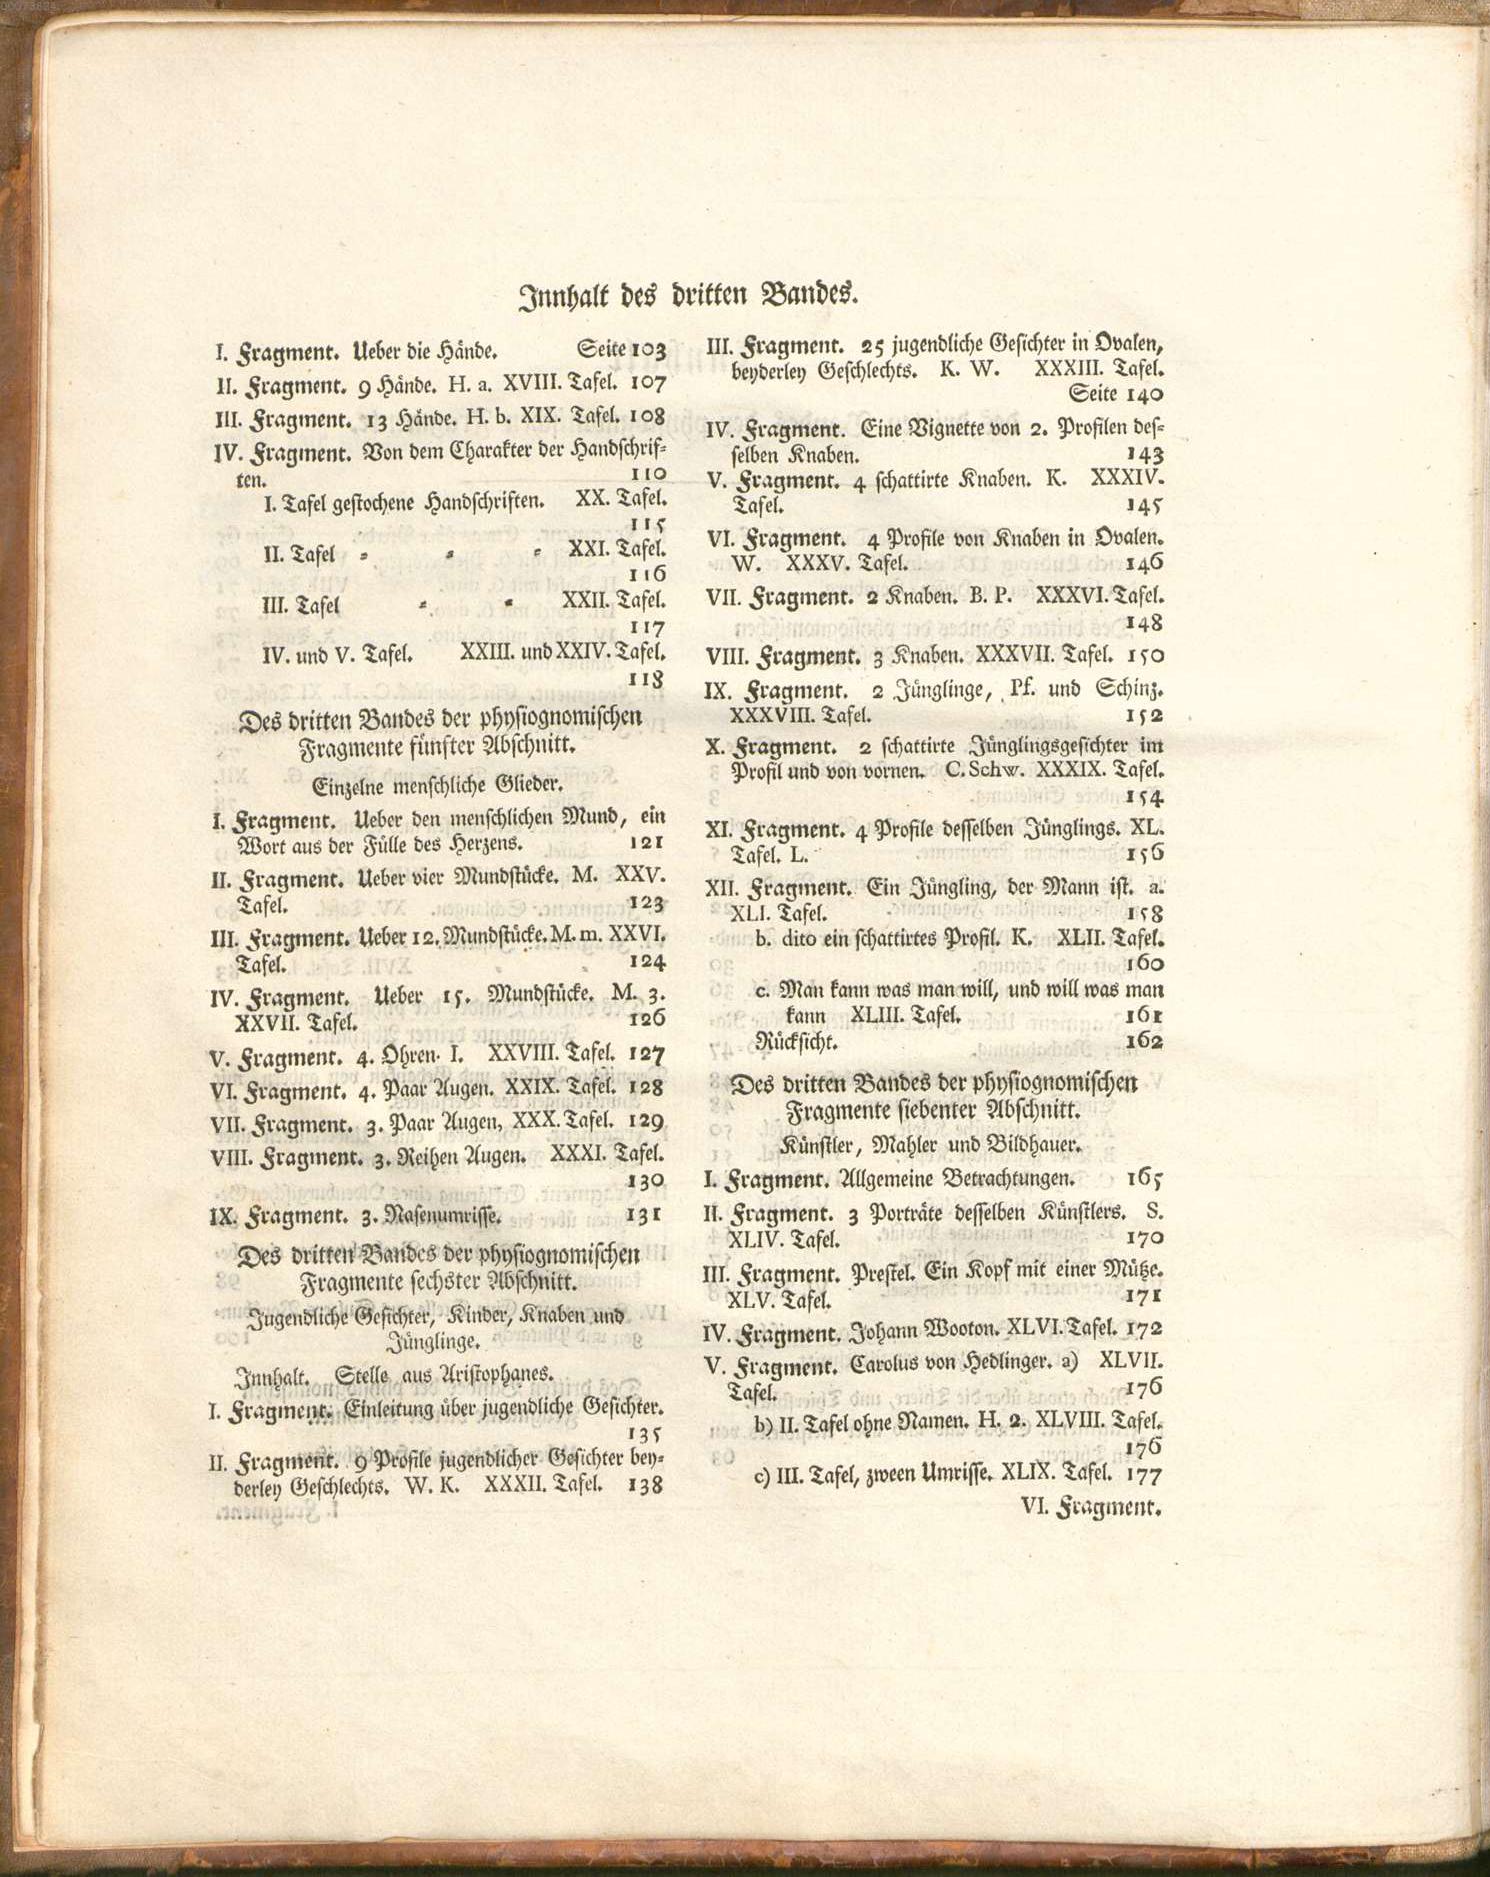 Innhalt des dritten Bandes.
I. Fragment. Ueber die Hände. Seite 103
II. Fragment. 9 Hände. H. a. XVIII. Tafel. 107
III. Fragment. 13 Hände. H. b. XIX. Tafel. 108
IV. Fragment. Von dem Charakter der Handschrif-
ten. 110
I. Tafel gestochene Handschriften. XX. Tafel.
115
II. Tafel - - - XXI. Tafel.
116
III. Tafel - - XXII. Tafel.
117
IV. und V. Tafel. XXIII. und XXIV. Tafel.
118
Des dritten Bandes der physiognomischen
Fragmente fünfter Abschnitt.
Einzelne menschliche Glieder.
I. Fragment. Ueber den menschlichen Mund, ein
Wort aus der Fülle des Herzens. 121
II. Fragment. Ueber vier Mundstücke. M. XXV.
Tafel. 123
III. Fragment. Ueber 12. Mundstücke. M. m. XXVI.
Tafel. 124
IV. Fragment. Ueber 15. Mundstücke. M. 3.
XXVII. Tafel. 126
V. Fragment. 4. Ohren. I. XXVIII. Tafel. 127
VI. Fragment. 4. Paar Augen. XXIX. Tafel. 128
VII. Fragment. 3. Paar Augen, XXX. Tafel. 129
VIII. Fragment. 3. Reihen Augen. XXXI. Tafel.
130
IX. Fragment. 3. Nasenumrisse. 131
Des dritten Bandes der physiognomischen
Fragmente sechster Abschnitt.
Jugendliche Gesichter, Kinder, Knaben und
Jünglinge.
Innhalt. Stelle aus Aristophanes.
I. Fragment. Einleitung über jugendliche Gesichter.
135
II. Fragment. 9 Profile jugendlicher Gesichter bey-
derley Geschlechts. W. K. XXXII. Tafel. 138
III. Fragment. 25 jugendliche Gesichter in Ovalen,
beyderley Geschlechts. K. W. XXXIII. Tafel.
Seite 140
IV. Fragment. Eine Vignette von 2. Profilen des-
selben Knaben. 143
V. Fragment. 4 schattirte Knaben. K. XXXIV.
Tafel. 145
VI. Fragment. 4 Profile von Knaben in Ovalen.
W. XXXV. Tafel. 146
VII. Fragment. 2 Knaben. B. P. XXXVI. Tafel.
148
VIII. Fragment. 3 Knaben. XXXVII. Tafel. 150
IX. Fragment. 2 Jünglinge, Pf. und Schinz.
XXXVIII. Tafel. 152
X. Fragment. 2 schattirte Jünglingsgesichter im
Profil und von vornen. C. Schw. XXXIX. Tafel.
154
XI. Fragment. 4 Profile desselben Jünglings. XL.
Tafel. L. 156
XII. Fragment. Ein Jüngling, der Mann ist. a.
XLI. Tafel. 158
b. dito ein schattirtes Profil. K. XLII. Tafel.
160
c. Man kann was man will, und will was man
kann XLIII. Tafel. 161
Rücksicht. 162
Des dritten Bandes der physiognomischen
Fragmente siebenter Abschnitt.
Künstler, Mahler und Bildhauer.
I. Fragment. Allgemeine Betrachtungen. 165
II. Fragment. 3 Porträte desselben Künstlers. S.
XLIV. Tafel. 170
III. Fragment. Prestel. Ein Kopf mit einer Mütze.
XLV. Tafel. 171
IV. Fragment. Johann Wooton. XLVI. Tafel. 172
V. Fragment. Carolus von Hedlinger. a) XLVII.
Tafel. 176
b) II. Tafel ohne Namen. H. 2. XLVIII. Tafel.
176
c) III. Tafel, zween Umrisse. XLIX. Tafel. 177
VI. Fragment.